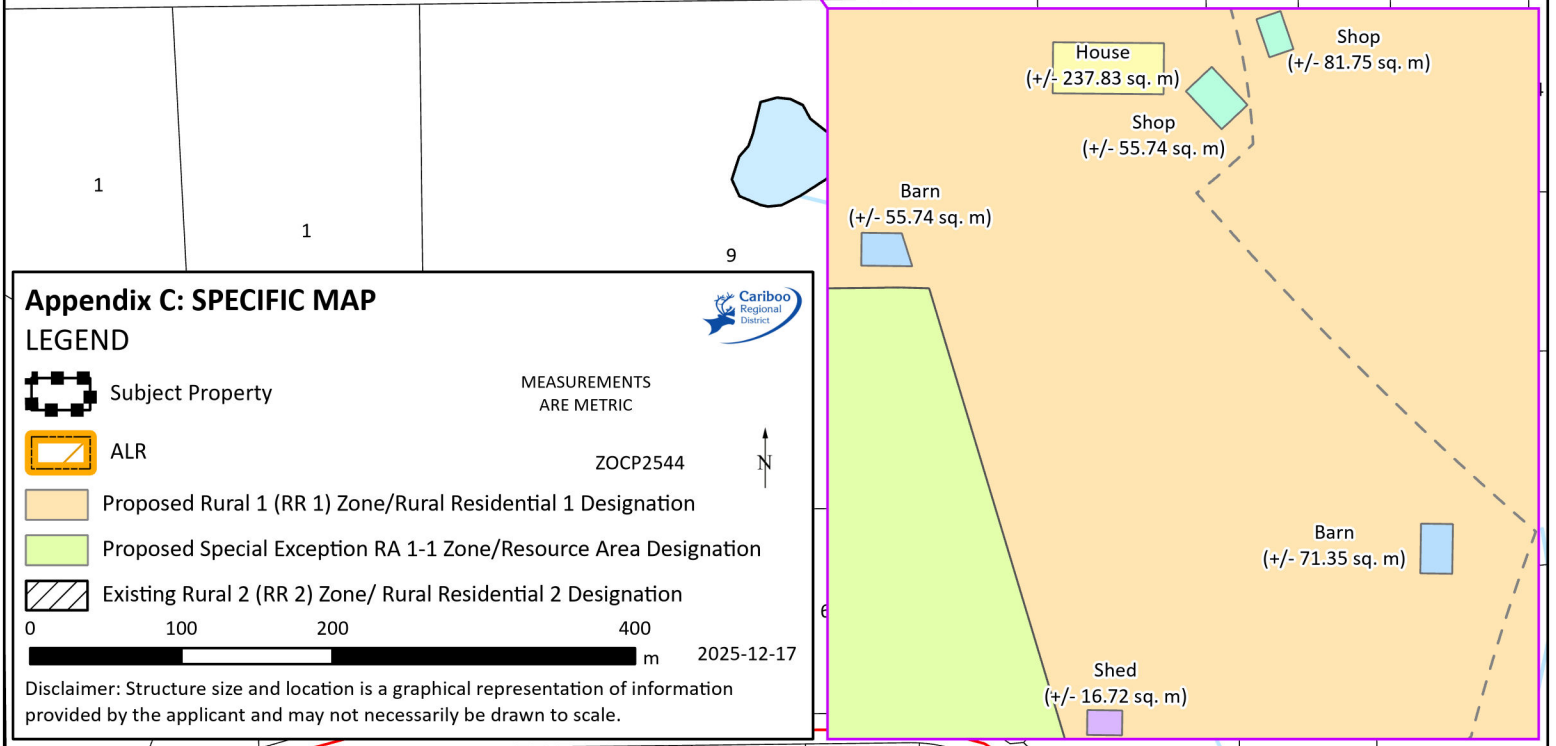 1
1
9
6
Appendix C: SPECIFIC MAP
LEGEND
Cariboo
Regional
District
Subject Property
MEASUREMENTS
ARE METRIC
ALR
ZOCP2544
N
Proposed Rural 1 (RR 1) Zone/Rural Residential 1 Designation
Proposed Special Exception RA 1-1 Zone/Resource Area Designation
Existing Rural 2 (RR 2) Zone/ Rural Residential 2 Designation
0 100 200 400
m
2025-12-17
Disclaimer: Structure size and location is a graphical representation of information
provided by the applicant and may not necessarily be drawn to scale.
House
(+/- 237.83 sq. m)
Shop
(+/- 81.75 sq. m)
Shop
(+/- 55.74 sq. m)
Barn
(+/- 55.74 sq. m)
Barn
(+/- 71.35 sq. m)
Shed
(+/- 16.72 sq. m)